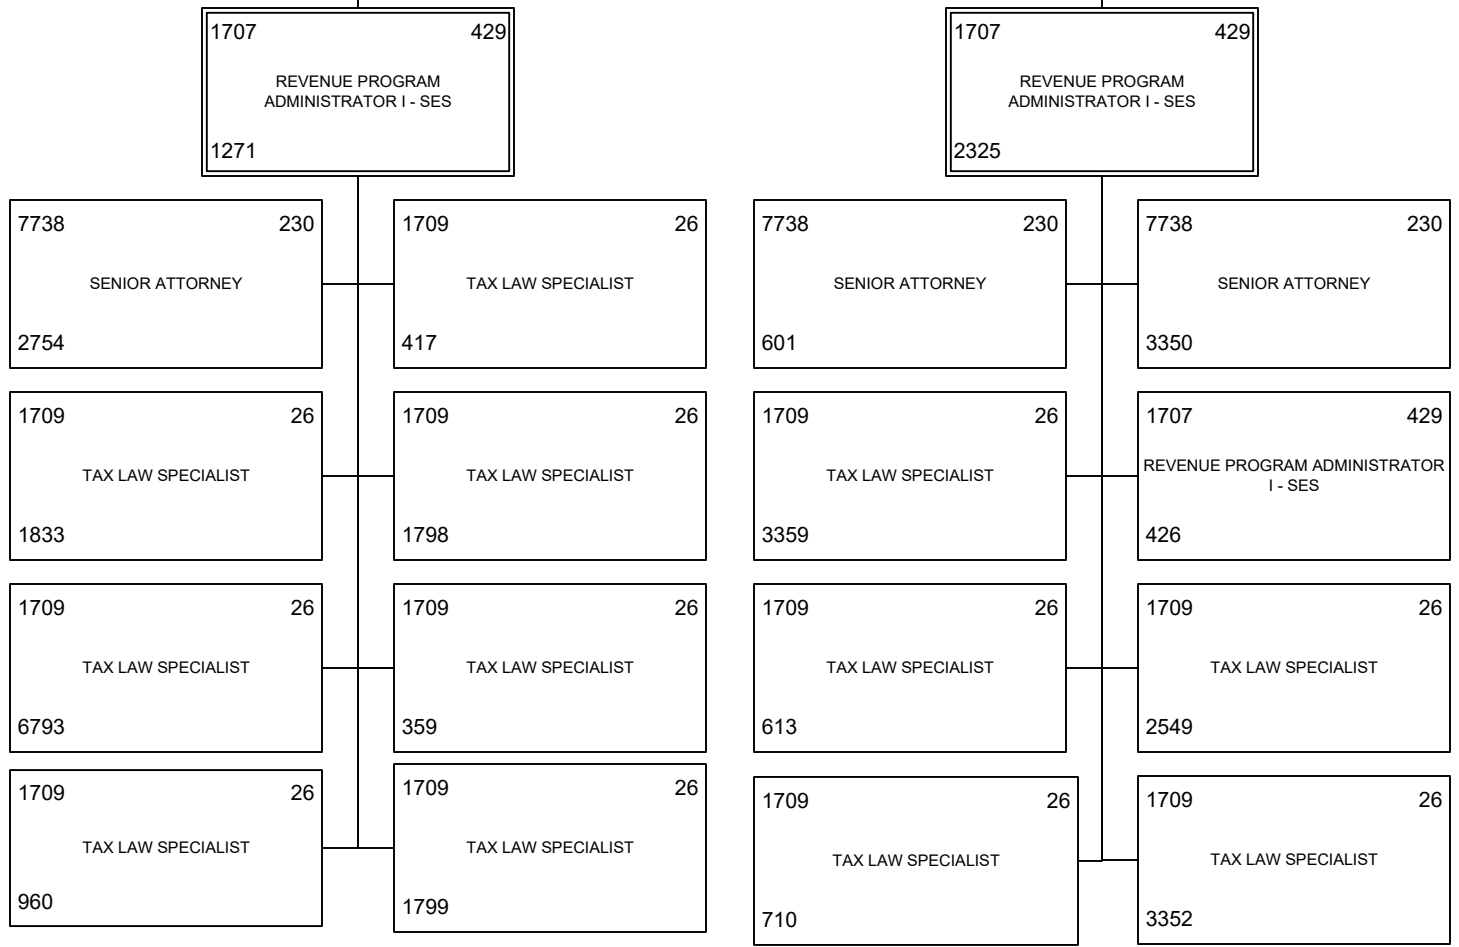 1707 429
REVENUE PROGRAM
ADMINISTRATOR I - SES
1271
7738 230
SENIOR ATTORNEY
2754
1709 26
TAX LAW SPECIALIST
417
1709 26
TAX LAW SPECIALIST
1833
1709 26
TAX LAW SPECIALIST
1798
1709 26
TAX LAW SPECIALIST
6793
1709 26
TAX LAW SPECIALIST
359
1709 26
TAX LAW SPECIALIST
960
1709 26
TAX LAW SPECIALIST
1799
1707 429
REVENUE PROGRAM
ADMINISTRATOR I - SES
2325
7738 230
SENIOR ATTORNEY
601
7738 230
SENIOR ATTORNEY
3350
1709 26
TAX LAW SPECIALIST
3359
1707 429
REVENUE PROGRAM ADMINISTRATOR
I - SES
426
1709 26
TAX LAW SPECIALIST
613
1709 26
TAX LAW SPECIALIST
2549
1709 26
TAX LAW SPECIALIST
710
1709 26
TAX LAW SPECIALIST
3352